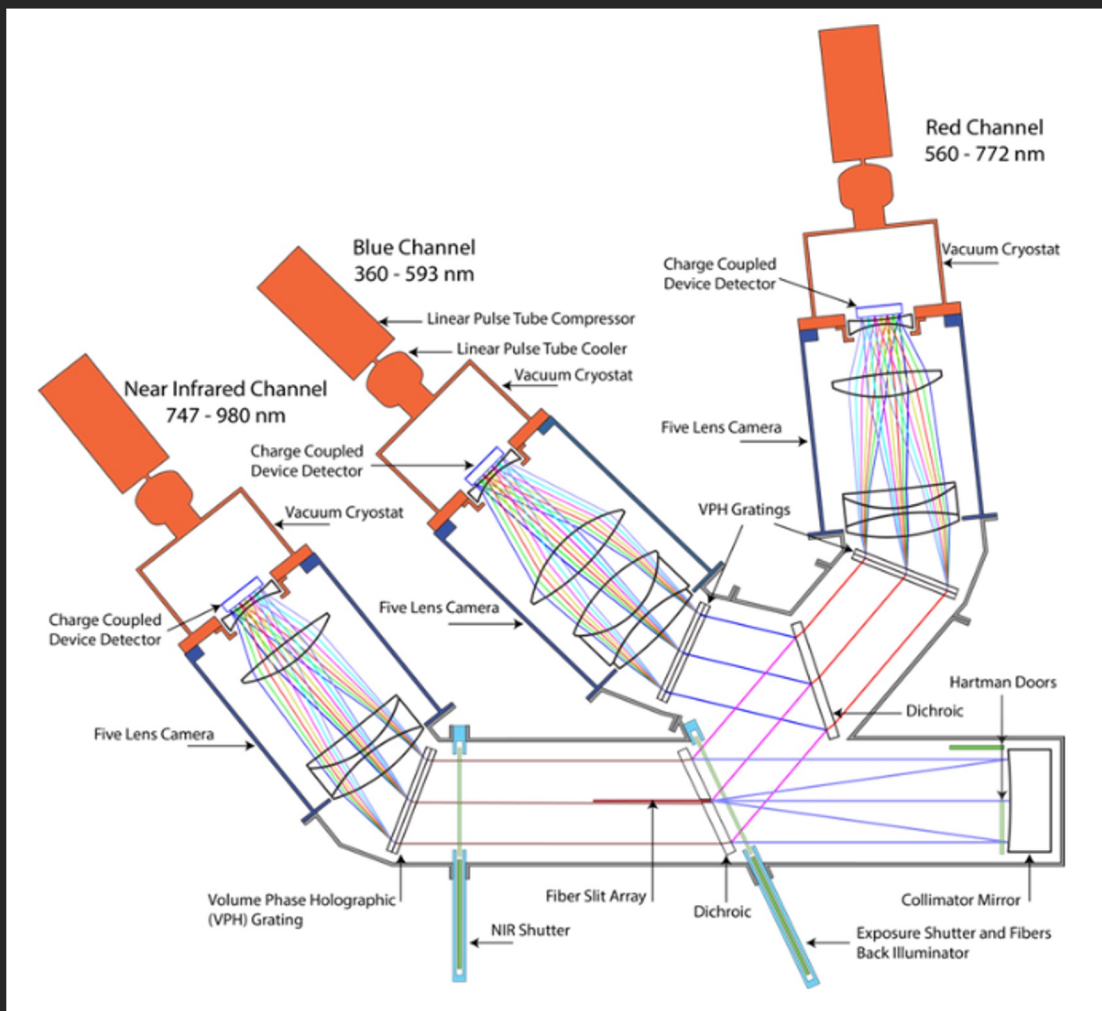 Red Channel
560 - 772 nm
Blue Channel
360 - 593 nm
Charge Coupled
Device Detector
Vacuum Cryostat
Linear Pulse Tube Compressor
Linear Pulse Tube Cooler
Vacuum Cryostat
Near Infrared Channel
747 - 980 nm
Five Lens Camera
Charge Coupled
Device Detector
VPH Gratings
Vacuum Cryostat
Five Lens Camera
Charge Coupled
Device Detector
Hartman Doors
Dichroic
Five Lens Camera
Volume Phase Holographic
(VPH) Grating
Fiber Slit Array
Dichroic
Collimator Mirror
NIR Shutter
Exposure Shutter and Fibers
Back Illuminator